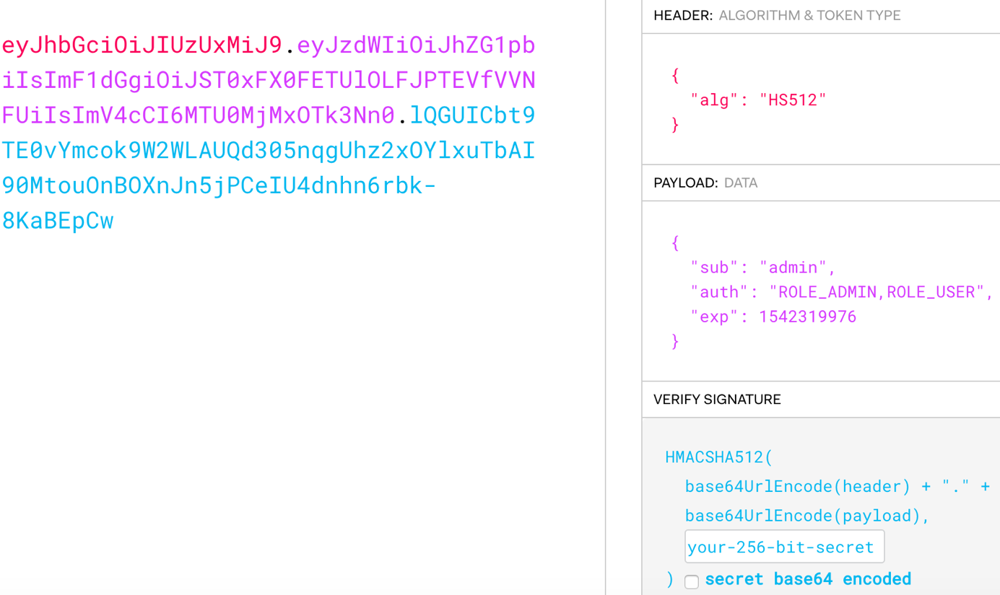 eyJhbGciOiJIUzUxMiJ9.eyJzdWIiOiJhZG1pb
iIsImF1dGgiOiJST0xFX0FETUlOLFJPTEVfVVN
FUiIsImV4cCI6MTU0MjMxOTk3Nn0.lQGUICbt9
TE0vYmcok9W2WLAUQd305nqgUhz2xOYlxuTbAI
90MtouOnBOXnJn5jPCeIU4dnhn6rbk-
8KaBEpCw
HEADER: ALGORITHM & TOKEN TYPE
{
"alg": "HS512"
}
PAYLOAD: DATA
{
"sub": "admin",
"auth": "ROLE_ADMIN,ROLE_USER",
"exp": 1542319976
}
VERIFY SIGNATURE
HMACSHA512(
base64UrlEncode(header) + "." +
base64UrlEncode(payload),
your-256-bit-secret
) secret base64 encoded